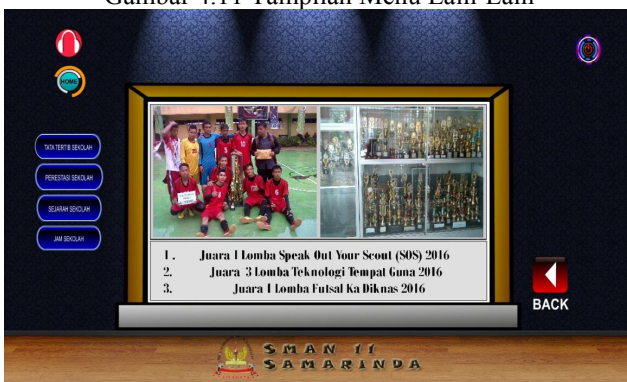 Gambar 4.11 Tampilan Menu Lain-Lain
HOME
TATA TERTIB SEKOLAH
PERESTASI SEKOLAH
SEJARAH SEKOLAH
JAM SEKOLAH
1. Juara 1 Lomba Speak Out Your Scout (SOS) 2016
2. Juara 3 Lomba Teknologi Tempat Guna 2016
3. Juara 1 Lomba Futsal Ka Diknas 2016
BACK
SMAN 11
SAMARINDA